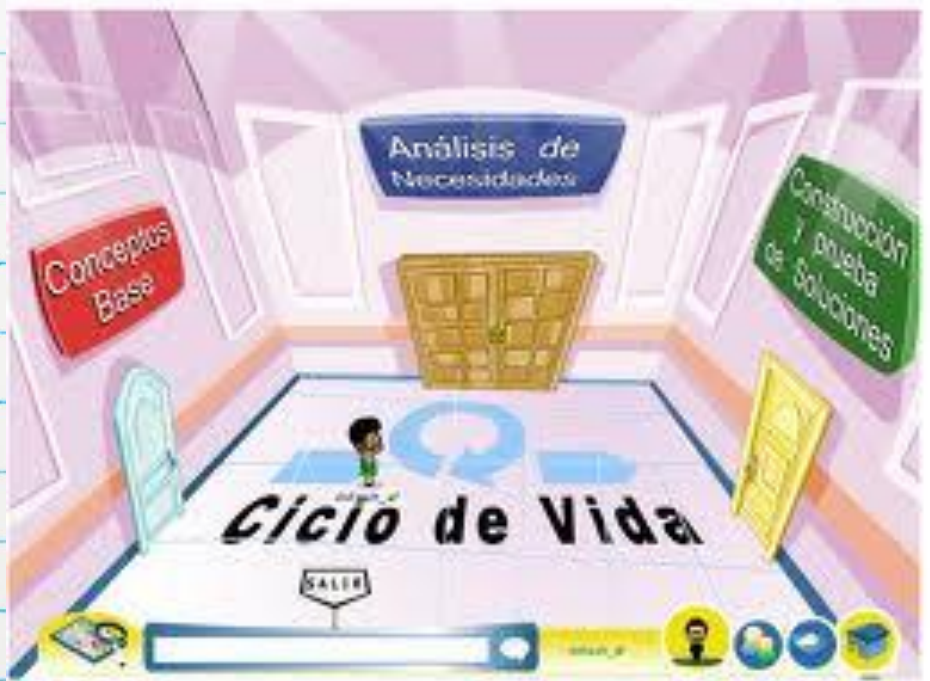 Análisis de
Necesidades
Conceptos
Base
Construcción
y prueba
de Soluciones
Ciclo de Vida
SALIR